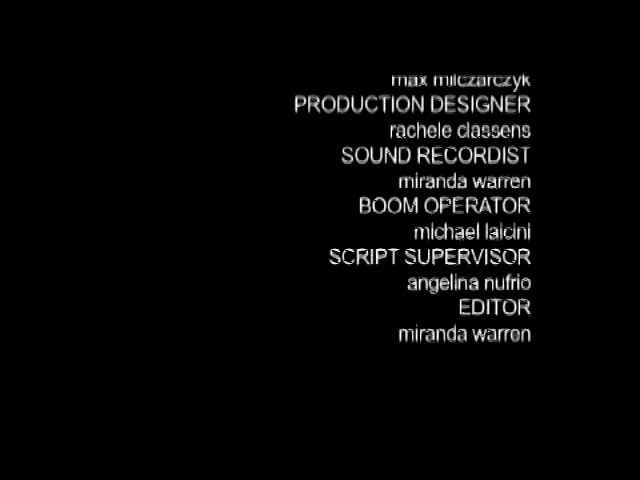 max milczarczyk
PRODUCTION DESIGNER
rachele classens
SOUND RECORDIST
miranda warren
BOOM OPERATOR
michael laicini
SCRIPT SUPERVISOR
angelina nufrio
EDITOR
miranda warren